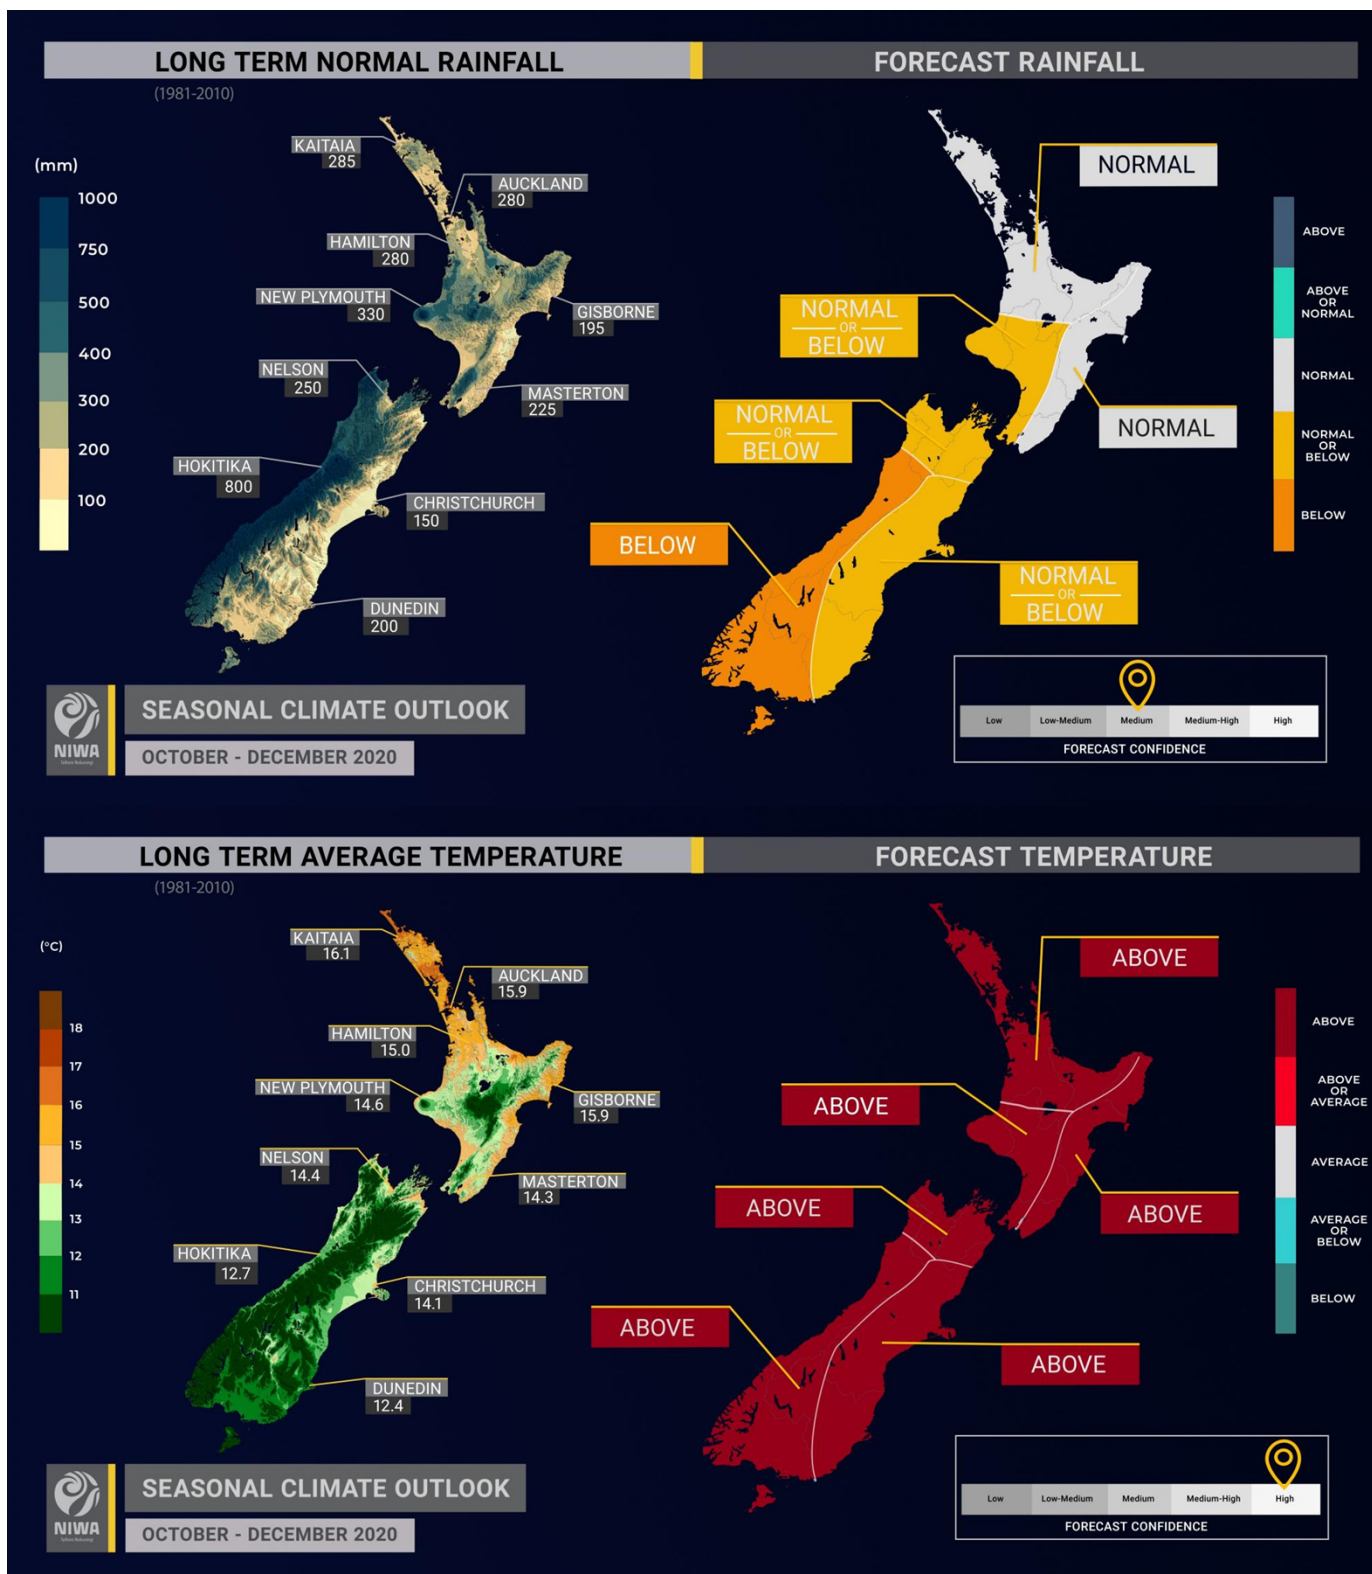 LONG TERM NORMAL RAINFALL
FORECAST RAINFALL
(1981-2010)
(mm)
1000
750
500
400
300
200
100
KAITAIA
285
AUCKLAND
280
HAMILTON
280
NEW PLYMOUTH
330
GISBORNE
195
NELSON
250
MASTERTON
225
HOKITIKA
800
CHRISTCHURCH
150
DUNEDIN
200
NORMAL
NORMAL
OR
BELOW
NORMAL
NORMAL
OR
BELOW
BELOW
NORMAL
OR
BELOW
ABOVE
ABOVE
OR
NORMAL
NORMAL
NORMAL
OR
BELOW
BELOW
Low
Low-Medium
Medium
Medium-High
High
FORECAST CONFIDENCE
NIWA
Taihoro Nukurangi
SEASONAL CLIMATE OUTLOOK
OCTOBER - DECEMBER 2020
LONG TERM AVERAGE TEMPERATURE
FORECAST TEMPERATURE
(1981-2010)
(°C)
18
17
16
15
14
13
12
11
KAITAIA
16.1
AUCKLAND
15.9
HAMILTON
15.0
NEW PLYMOUTH
14.6
GISBORNE
15.9
NELSON
14.4
MASTERTON
14.3
HOKITIKA
12.7
CHRISTCHURCH
14.1
DUNEDIN
12.4
ABOVE
ABOVE
ABOVE
ABOVE
ABOVE
ABOVE
ABOVE
ABOVE
OR
AVERAGE
AVERAGE
AVERAGE
OR
BELOW
BELOW
Low
Low-Medium
Medium
Medium-High
High
FORECAST CONFIDENCE
NIWA
Taihoro Nukurangi
SEASONAL CLIMATE OUTLOOK
OCTOBER - DECEMBER 2020